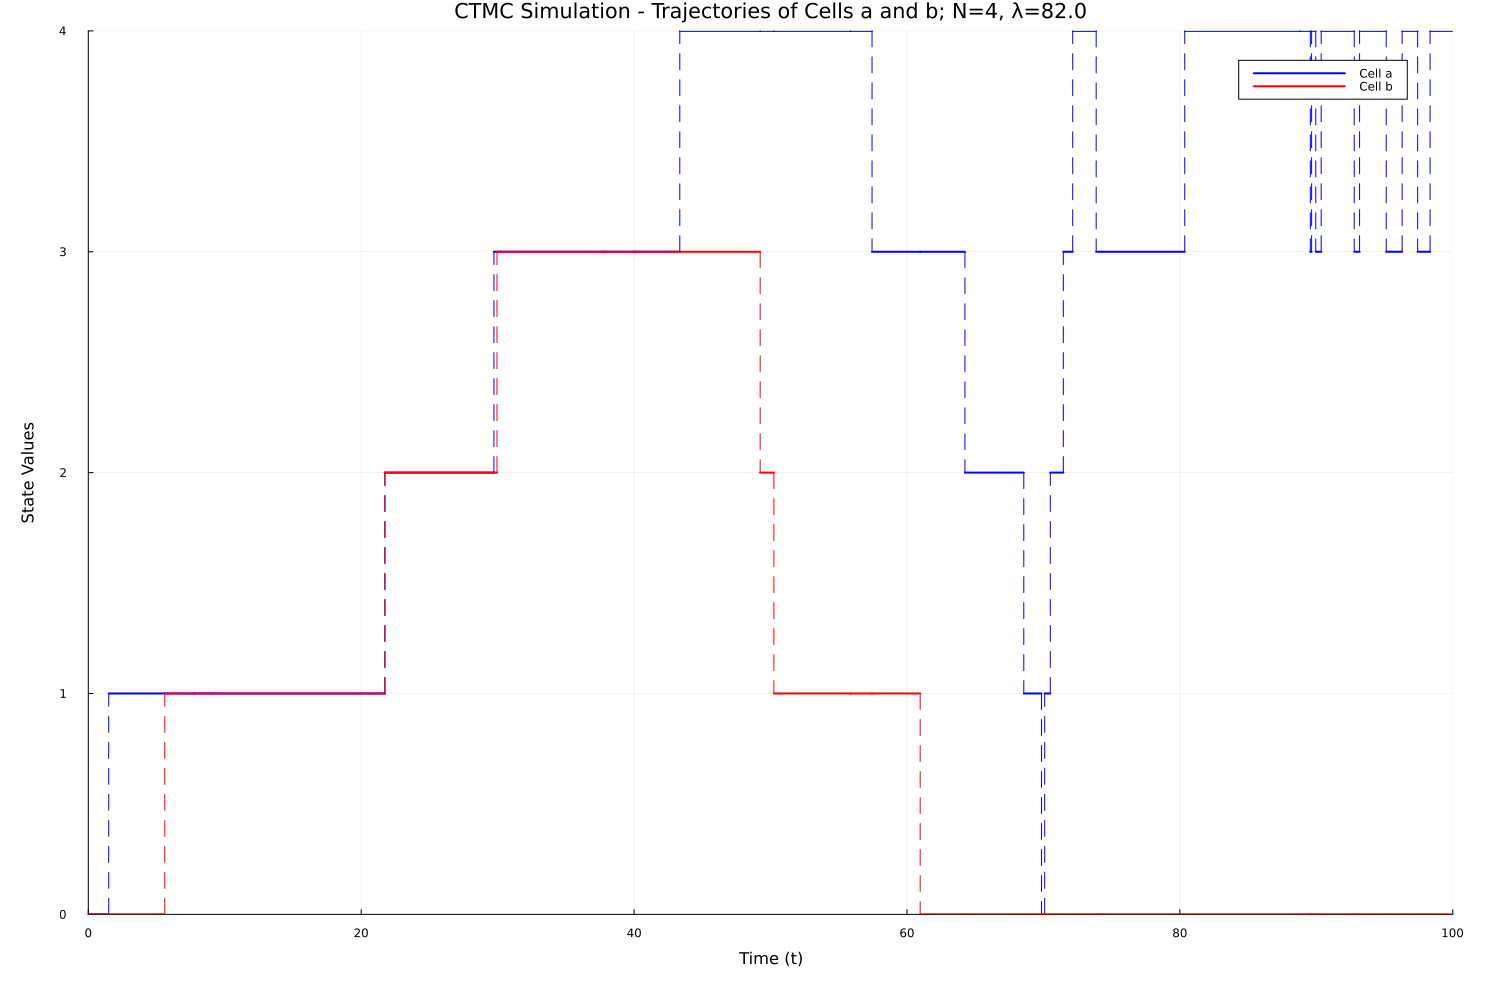 CTMC Simulation - Trajectories of Cells a and b; N=4, λ=82.0
4
Cell a
Cell b
3
State Values
2
1
0
0 20 40 60 80 100
Time (t)